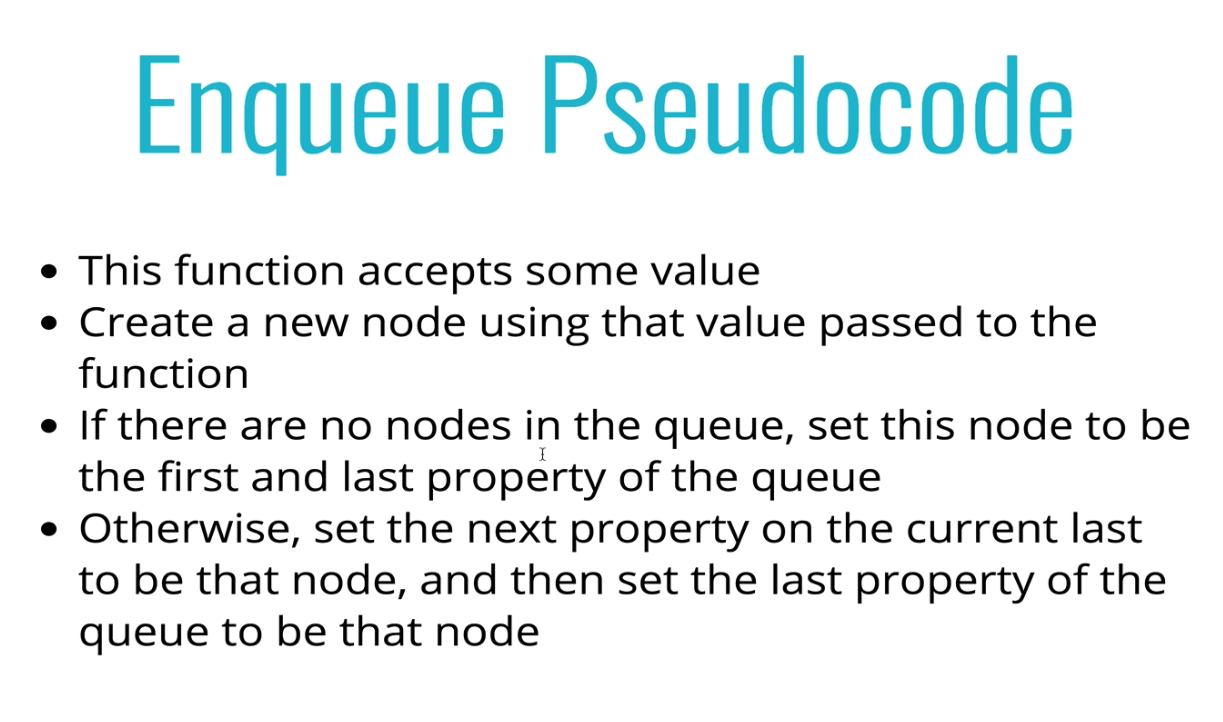 Enqueue Pseudocode
• This function accepts some value
• Create a new node using that value passed to the
function
• If there are no nodes in the queue, set this node to be
the first and last property of the queue
• Otherwise, set the next property on the current last
to be that node, and then set the last property of the
queue to be that node